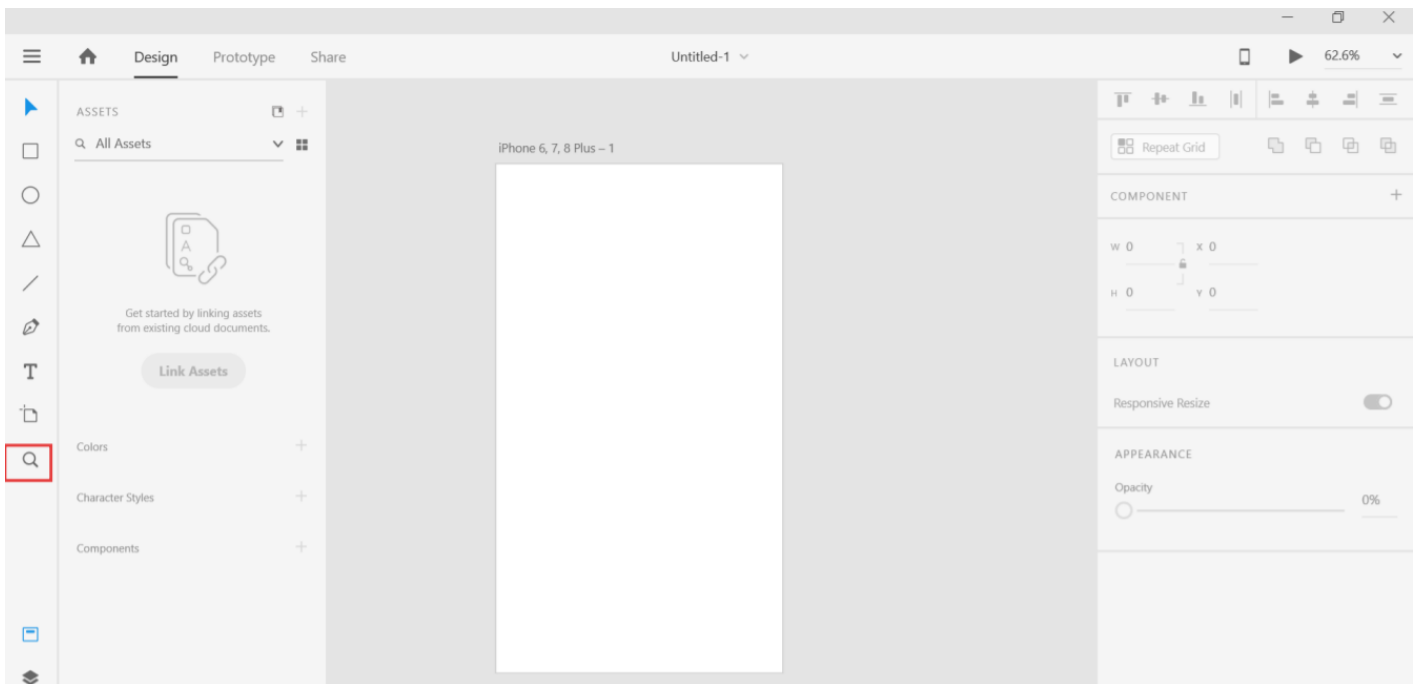 Design Prototype Share Untitled-1 62.6%
ASSETS
All Assets
Get started by linking assets
from existing cloud documents.
Link Assets
Colors
Character Styles
Components
T
iPhone 6, 7, 8 Plus – 1
Repeat Grid
COMPONENT
W 0 X 0
H 0 Y 0
LAYOUT
Responsive Resize
APPEARANCE
Opacity
0%